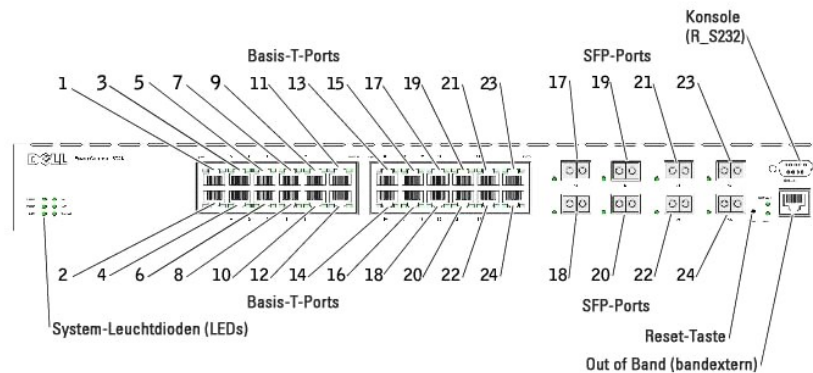 Konsole
(R_S232)
Basis-T-Ports
SFP-Ports
1 3 5 7 9 11 13 15 17 19 21 23
17 19 21 23
DELL
2 4 6 8 10 12 14 16 18 20 22 24
18 20 22 24
Basis-T-Ports
SFP-Ports
System-Leuchtdioden (LEDs)
Reset-Taste
Out of Band (bandextern)